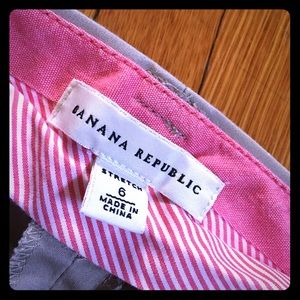 BANANA REPUBLIC
STRETCH
6
MADE IN
CHINA